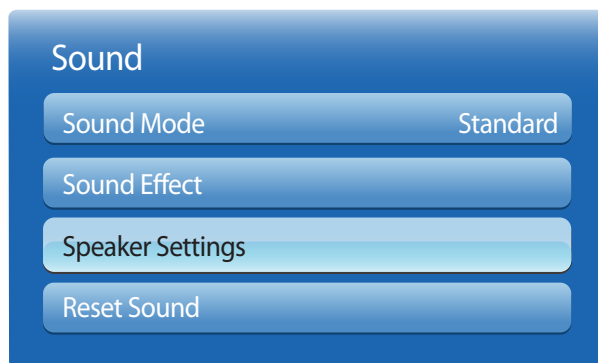 Sound
Sound Mode Standard
Sound Effect
Speaker Settings
Reset Sound